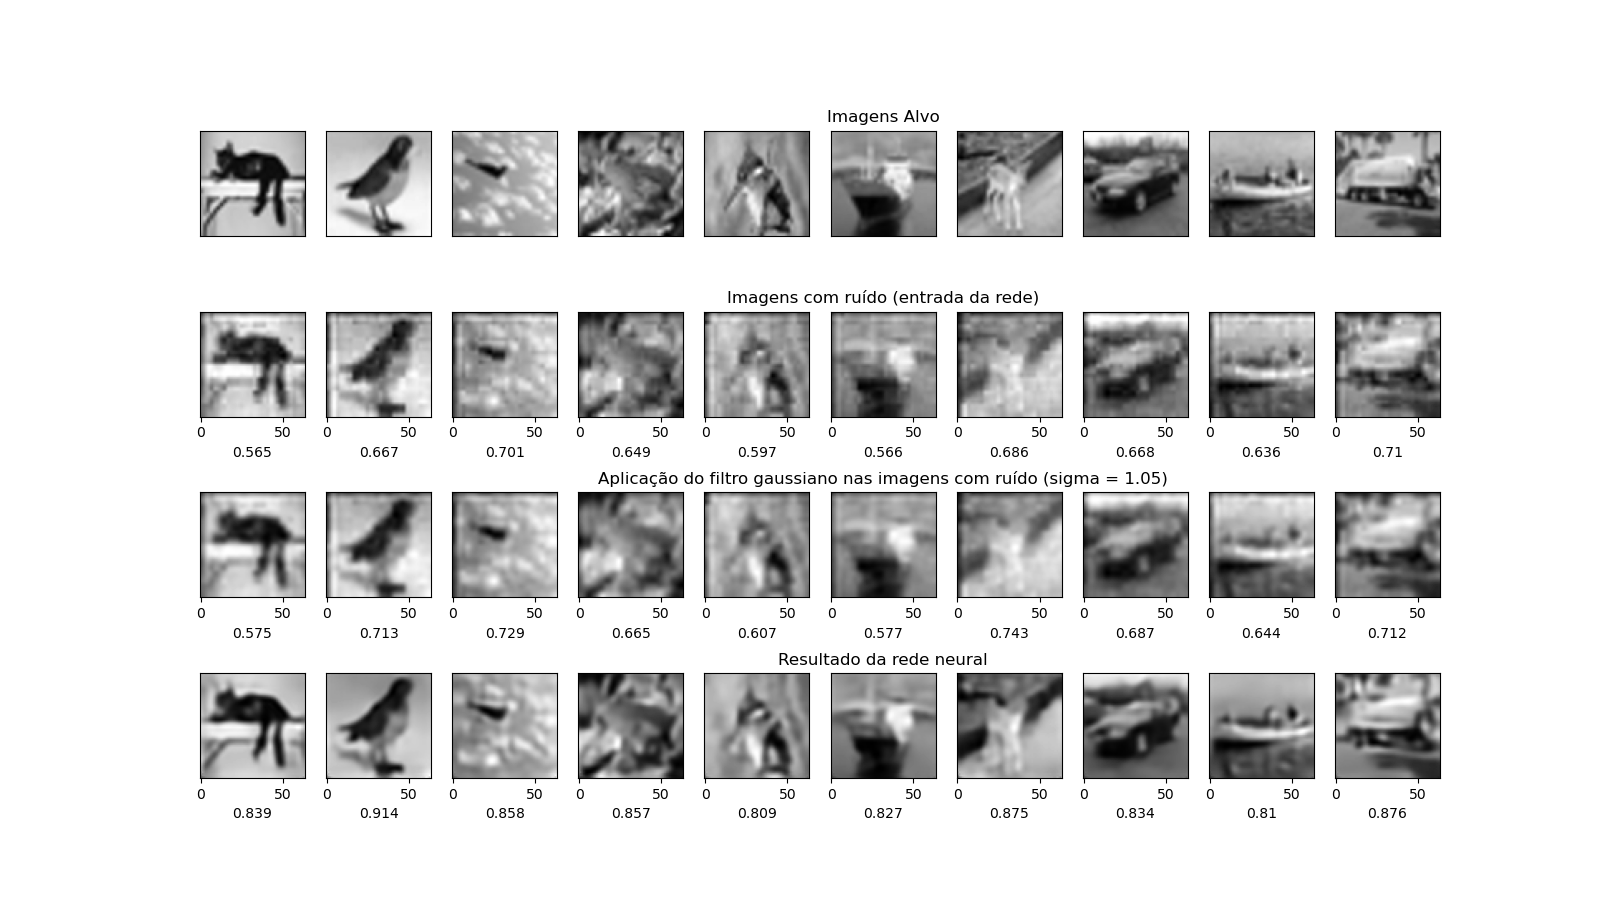 Imagens Alvo
Imagens com ruído (entrada da rede)
0 50 0 50 0 50 0 50 0 50 0 50 0 50 0 50 0 50 0 50
0.565 0.667 0.701 0.649 0.597 0.566 0.686 0.668 0.636 0.71
Aplicação do filtro gaussiano nas imagens com ruído (sigma = 1.05)
0 50 0 50 0 50 0 50 0 50 0 50 0 50 0 50 0 50 0 50
0.575 0.713 0.729 0.665 0.607 0.577 0.743 0.687 0.644 0.712
Resultado da rede neural
0 50 0 50 0 50 0 50 0 50 0 50 0 50 0 50 0 50 0 50
0.839 0.914 0.858 0.857 0.809 0.827 0.875 0.834 0.81 0.876